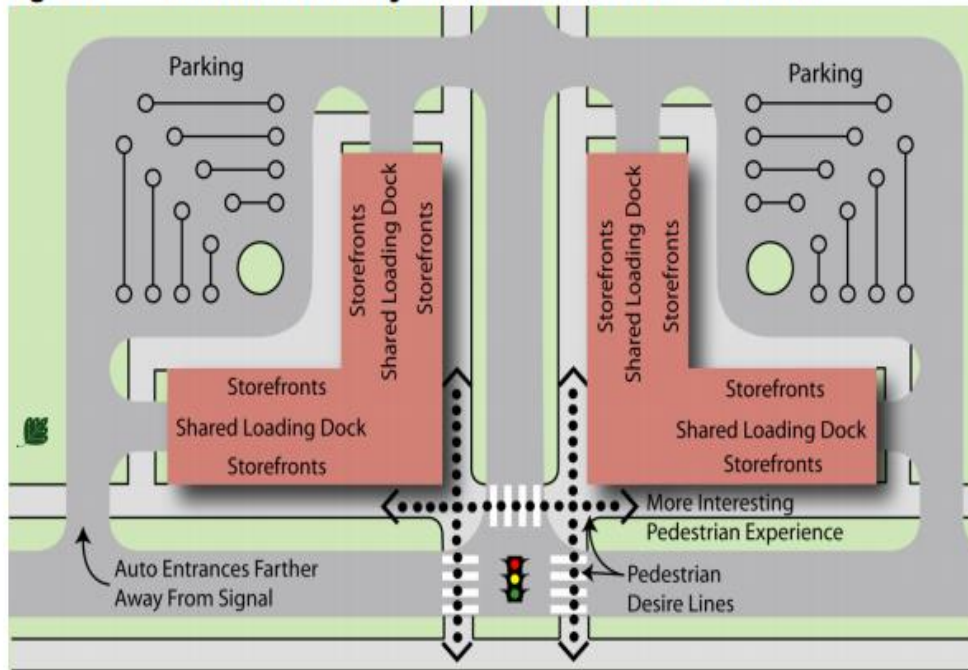 Parking
Parking
Storefronts
Shared Loading Dock
Storefronts
Storefronts
Shared Loading Dock
Storefronts
Storefronts
Shared Loading Dock
Storefronts
Storefronts
Shared Loading Dock
Storefronts
More Interesting
Pedestrian Experience
Auto Entrances Farther
Away From Signal
Pedestrian
Desire Lines